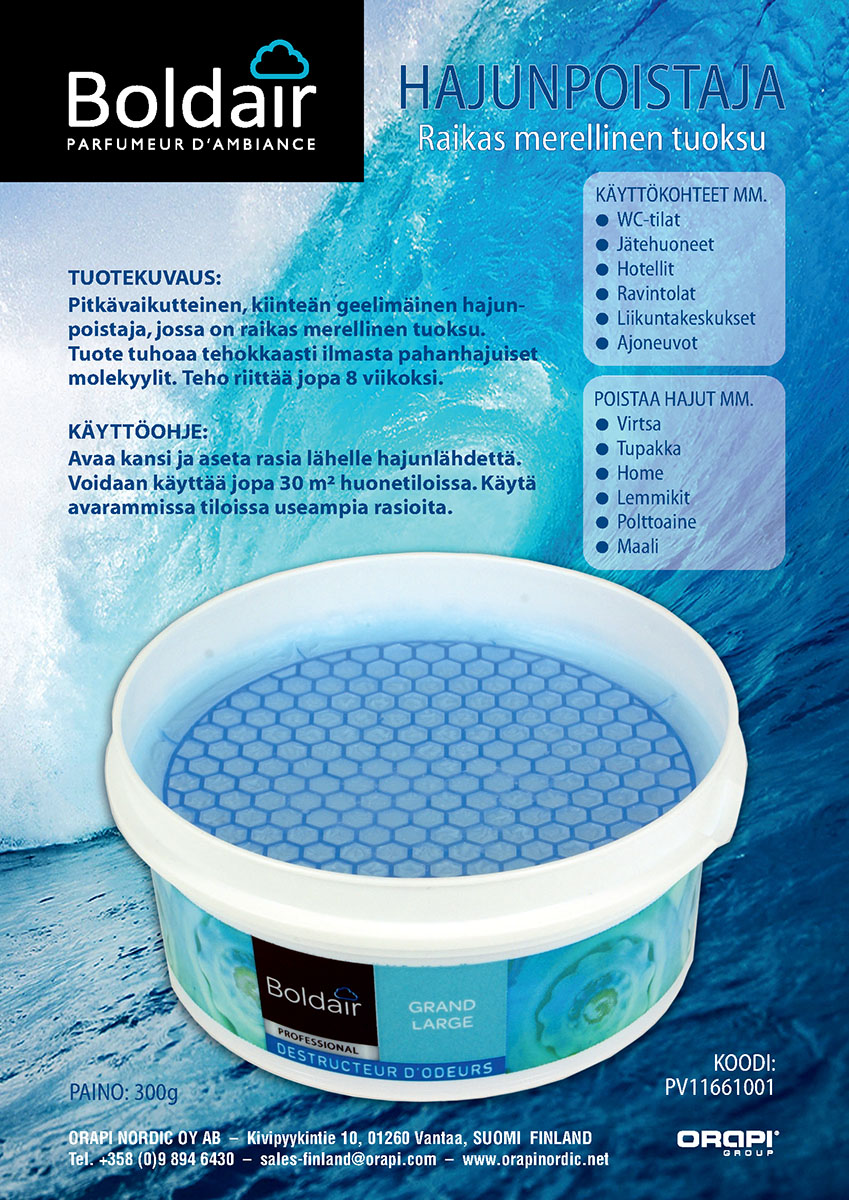 Boldair
PARFUMEUR D'AMBIANCE
HAJUNPOISTAJA
Raikas merellinen tuoksu
KÄYTTÖKOHTEET MM.
● WC-tilat
● Jätehuoneet
● Hotellit
● Ravintolat
● Liikuntakeskukset
● Ajoneuvot
TUOTEKUVAUS:
Pitkävaikutteinen, kiinteän geelimäinen hajun-
poistaja, jossa on raikas merellinen tuoksu.
Tuote tuhoaa tehokkaasti ilmasta pahanhajuiset
molekyylit. Teho riittää jopa 8 viikoksi.
POISTAA HAJUT MM.
● Virtsa
● Tupakka
● Home
● Lemmikit
● Polttoaine
● Maali
KÄYTTÖOHJE:
Avaa kansi ja aseta rasia lähelle hajunlähdettä.
Voidaan käyttää jopa 30 m² huonetiloissa. Käytä
avarammissa tiloissa useampia rasioita.
Boldair
PROFESSIONAL
GRAND
LARGE
DESTRUCTEUR D'ODEURS
PAINO: 300g
KOODI:
PV11661001
ORAPI NORDIC OY AB – Kivipyykintie 10, 01260 Vantaa, SUOMI FINLAND
Tel. +358 (0)9 894 6430 – sales-finland@orapi.com – www.orapinordic.net
ORAPI
GROUP